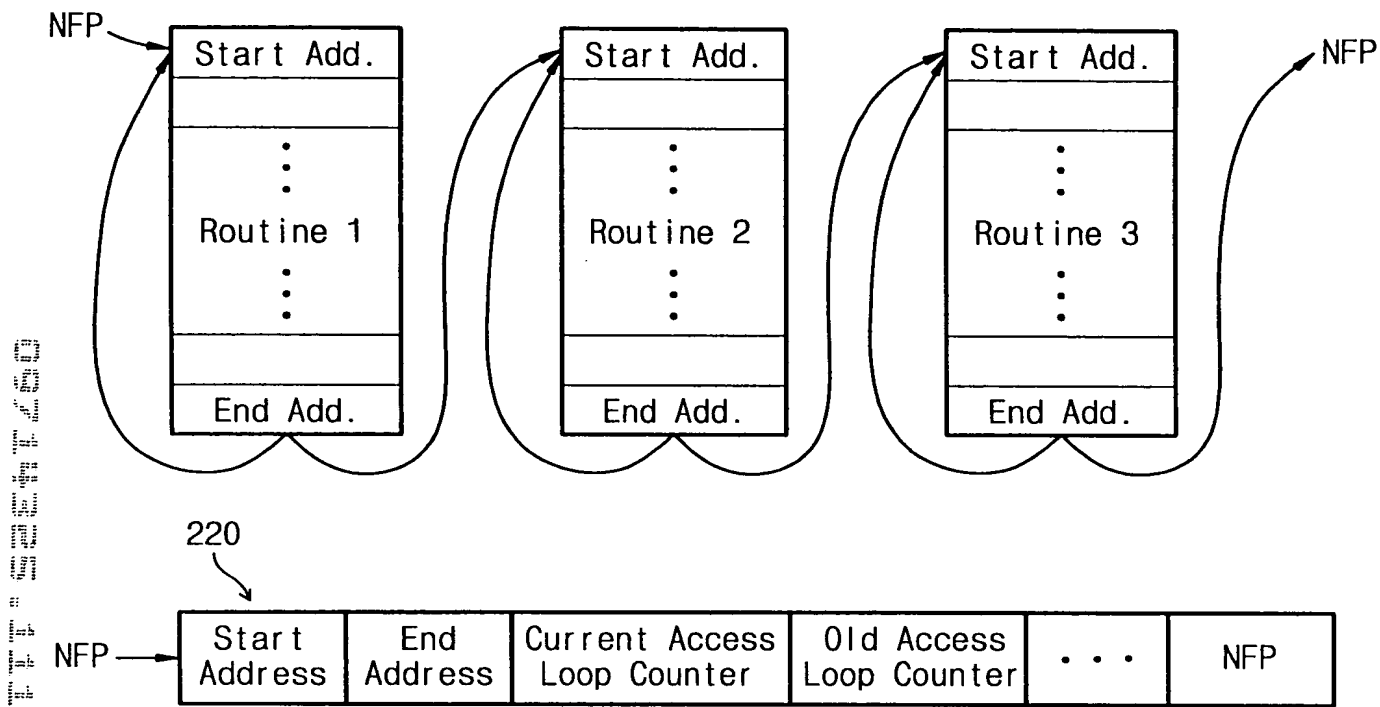 NFP
Start Add.
Start Add.
Start Add.
NFP
Routine 1
Routine 2
Routine 3
End Add.
End Add.
End Add.
220
NFP
Start
Address
End
Address
Current Access
Loop Counter
Old Access
Loop Counter
• • •
NFP